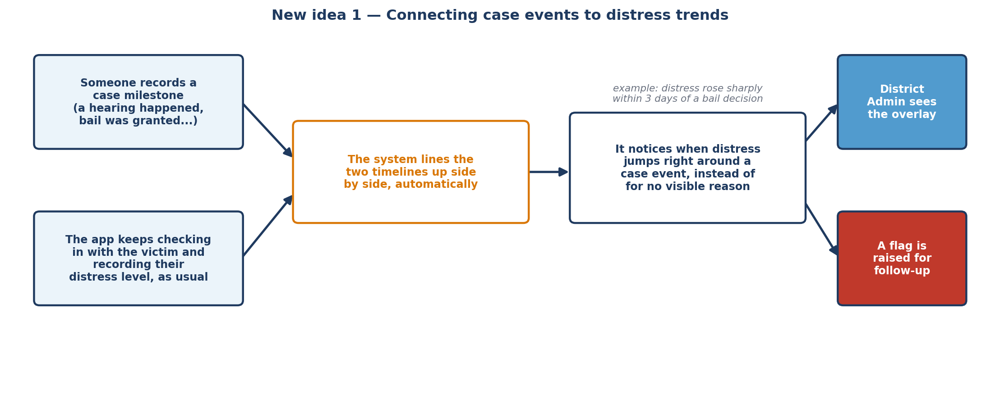 New idea 1 — Connecting case events to distress trends
Someone records a
case milestone
(a hearing happened,
bail was granted...)
The app keeps checking
in with the victim and
recording their
distress level, as usual
The system lines the
two timelines up side
by side, automatically
example: distress rose sharply
within 3 days of a bail decision
It notices when distress
jumps right around a
case event, instead of
for no visible reason
District
Admin sees
the overlay
A flag is
raised for
follow-up